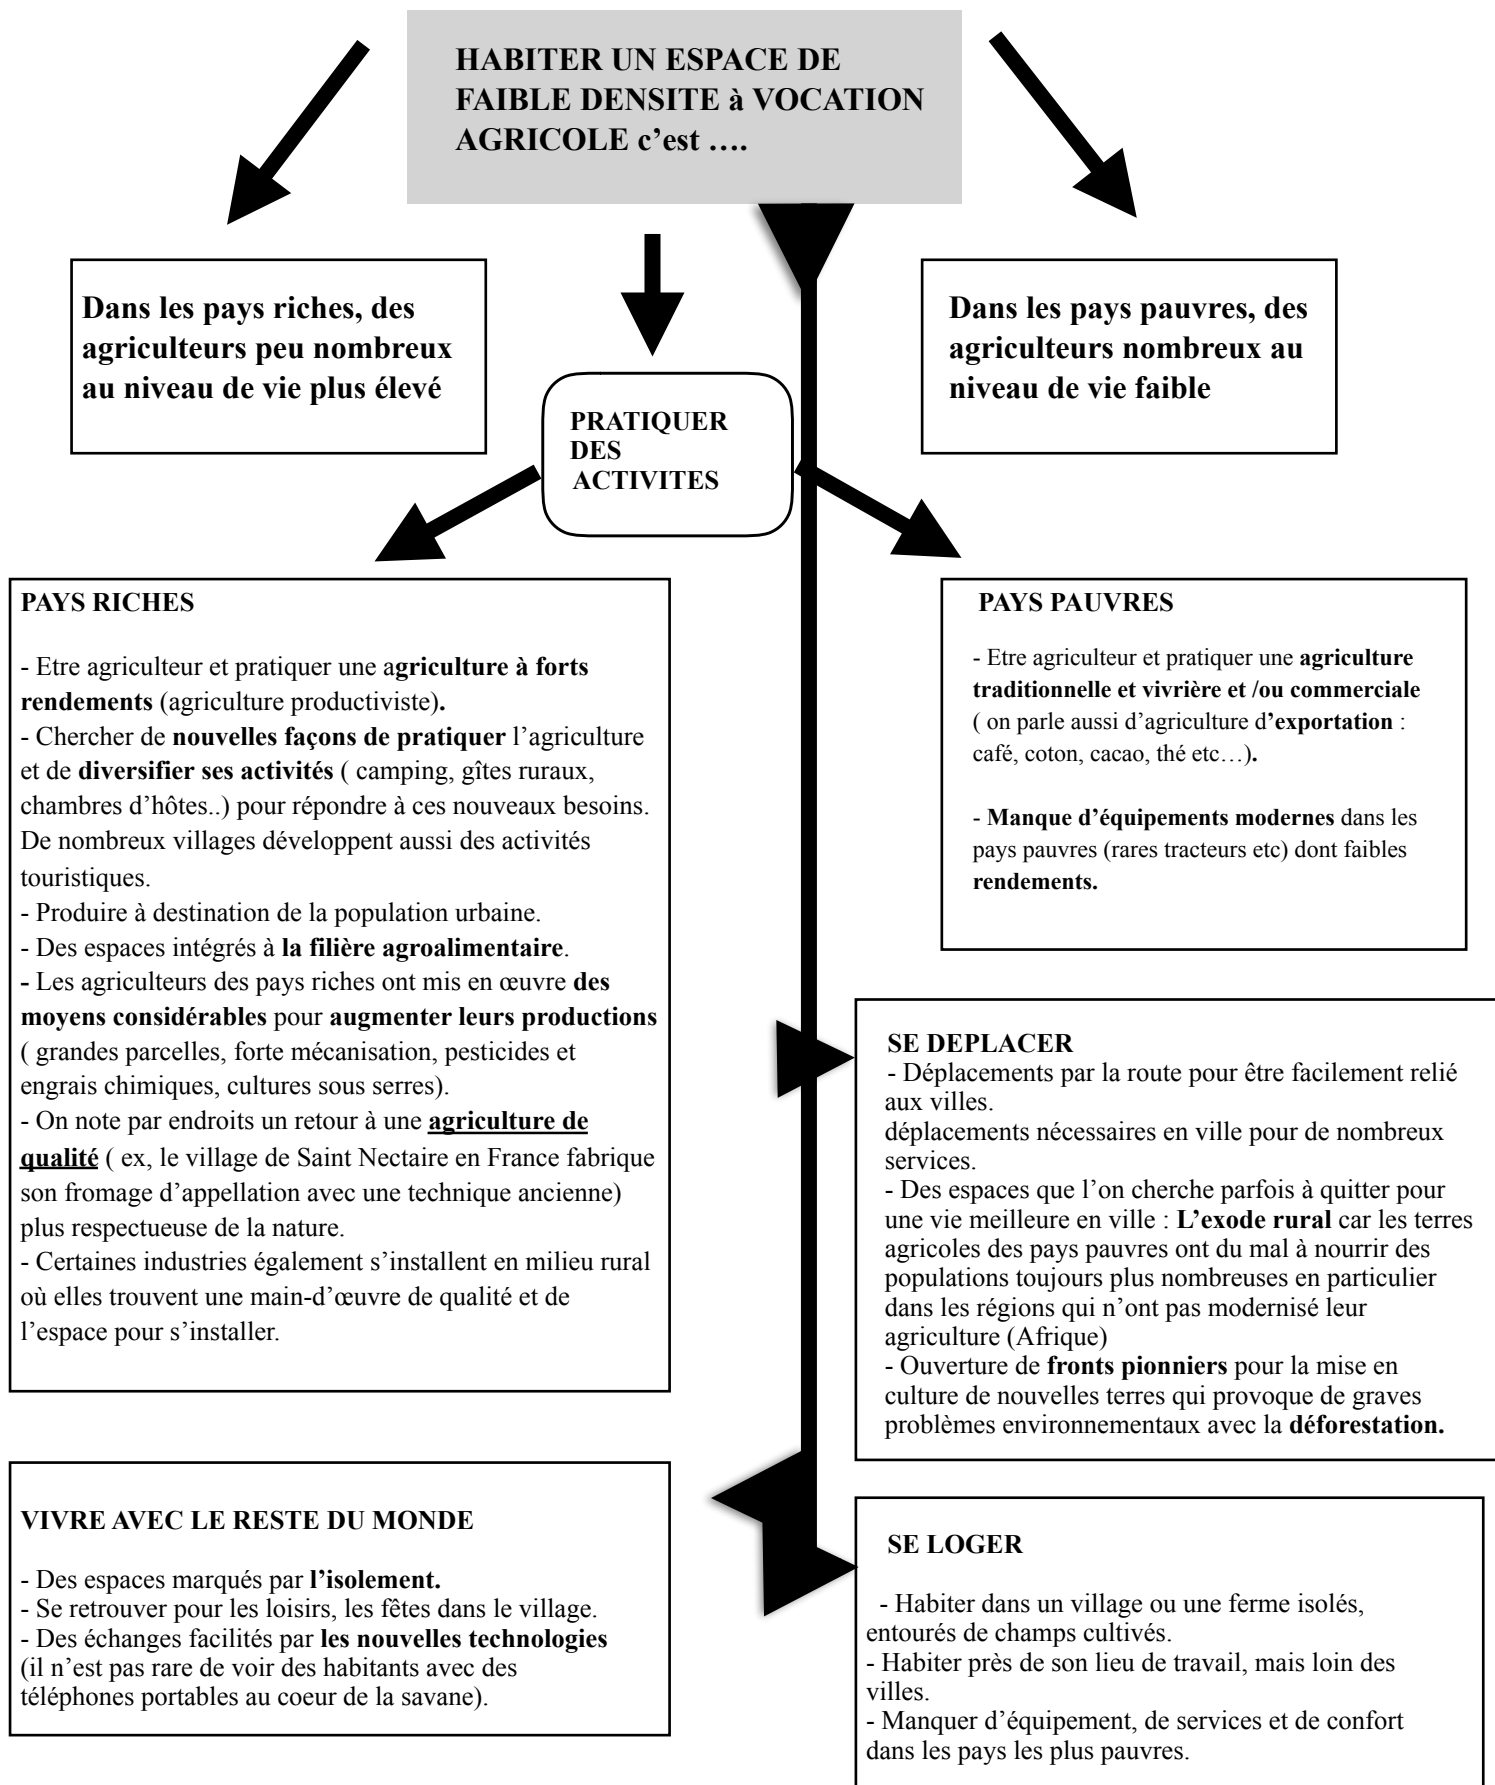 HABITER UN ESPACE DE
FAIBLE DENSITE à VOCATION
AGRICOLE c’est ….
Dans les pays riches, des
agriculteurs peu nombreux
au niveau de vie plus élevé
Dans les pays pauvres, des
agriculteurs nombreux au
niveau de vie faible
PRATIQUER
DES
ACTIVITES
PAYS RICHES
- Etre agriculteur et pratiquer une agriculture à forts
rendements (agriculture productiviste).
- Chercher de nouvelles façons de pratiquer l’agriculture
et de diversifier ses activités ( camping, gîtes ruraux,
chambres d’hôtes..) pour répondre à ces nouveaux besoins.
De nombreux villages développent aussi des activités
touristiques.
- Produire à destination de la population urbaine.
- Des espaces intégrés à la filière agroalimentaire.
- Les agriculteurs des pays riches ont mis en œuvre des
moyens considérables pour augmenter leurs productions
( grandes parcelles, forte mécanisation, pesticides et
engrais chimiques, cultures sous serres).
- On note par endroits un retour à une agriculture de
qualité ( ex, le village de Saint Nectaire en France fabrique
son fromage d’appellation avec une technique ancienne)
plus respectueuse de la nature.
- Certaines industries également s’installent en milieu rural
où elles trouvent une main-d’œuvre de qualité et de
l’espace pour s’installer.
PAYS PAUVRES
- Etre agriculteur et pratiquer une agriculture
traditionnelle et vivrière et /ou commerciale
( on parle aussi d’agriculture d’exportation :
café, coton, cacao, thé etc…).
- Manque d’équipements modernes dans les
pays pauvres (rares tracteurs etc) dont faibles
rendements.
SE DEPLACER
- Déplacements par la route pour être facilement relié
aux villes.
déplacements nécessaires en ville pour de nombreux
services.
- Des espaces que l’on cherche parfois à quitter pour
une vie meilleure en ville : L’exode rural car les terres
agricoles des pays pauvres ont du mal à nourrir des
populations toujours plus nombreuses en particulier
dans les régions qui n’ont pas modernisé leur
agriculture (Afrique)
- Ouverture de fronts pionniers pour la mise en
culture de nouvelles terres qui provoque de graves
problèmes environnementaux avec la déforestation.
VIVRE AVEC LE RESTE DU MONDE
- Des espaces marqués par l’isolement.
- Se retrouver pour les loisirs, les fêtes dans le village.
- Des échanges facilités par les nouvelles technologies
(il n’est pas rare de voir des habitants avec des
téléphones portables au coeur de la savane).
SE LOGER
- Habiter dans un village ou une ferme isolés,
entourés de champs cultivés.
- Habiter près de son lieu de travail, mais loin des
villes.
- Manquer d’équipement, de services et de confort
dans les pays les plus pauvres.